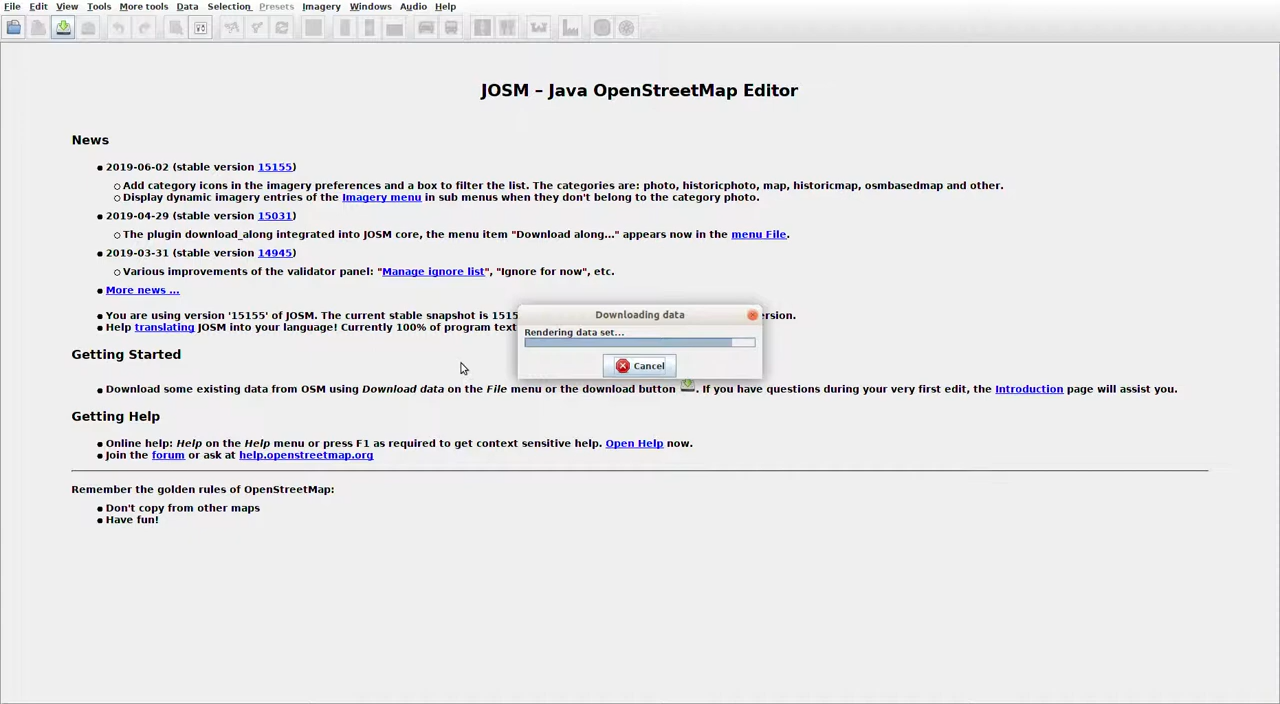 File Edit View Tools More tools Data Selection Presets Imagery Windows Audio Help
JOSM – Java OpenStreetMap Editor
News
2019-06-02 (stable version 15155)
Add category icons in the imagery preferences and a box to filter the list. The categories are: photo, historicphoto, map, historicmap, osmbasedmap and other.
Display dynamic imagery entries of the Imagery menu in sub menus when they don't belong to the category photo.
2019-04-29 (stable version 15031)
The plugin download_along integrated into JOSM core, the menu item "Download along..." appears now in the menu File.
2019-03-31 (stable version 14945)
Various improvements of the validator panel: "Manage ignore list", "Ignore for now", etc.
More news ...
You are using version '15155' of JOSM. The current stable snapshot is 1515
Help translating JOSM into your language! Currently 100% of program text
Downloading data
Rendering data set...
Cancel
Getting Started
Download some existing data from OSM using Download data on the File menu or the download button . If you have questions during your very first edit, the Introduction page will assist you.
Getting Help
Online help: Help on the Help menu or press F1 as required to get context sensitive help. Open Help now.
Join the forum or ask at help.openstreetmap.org
Remember the golden rules of OpenStreetMap:
Don't copy from other maps
Have fun!